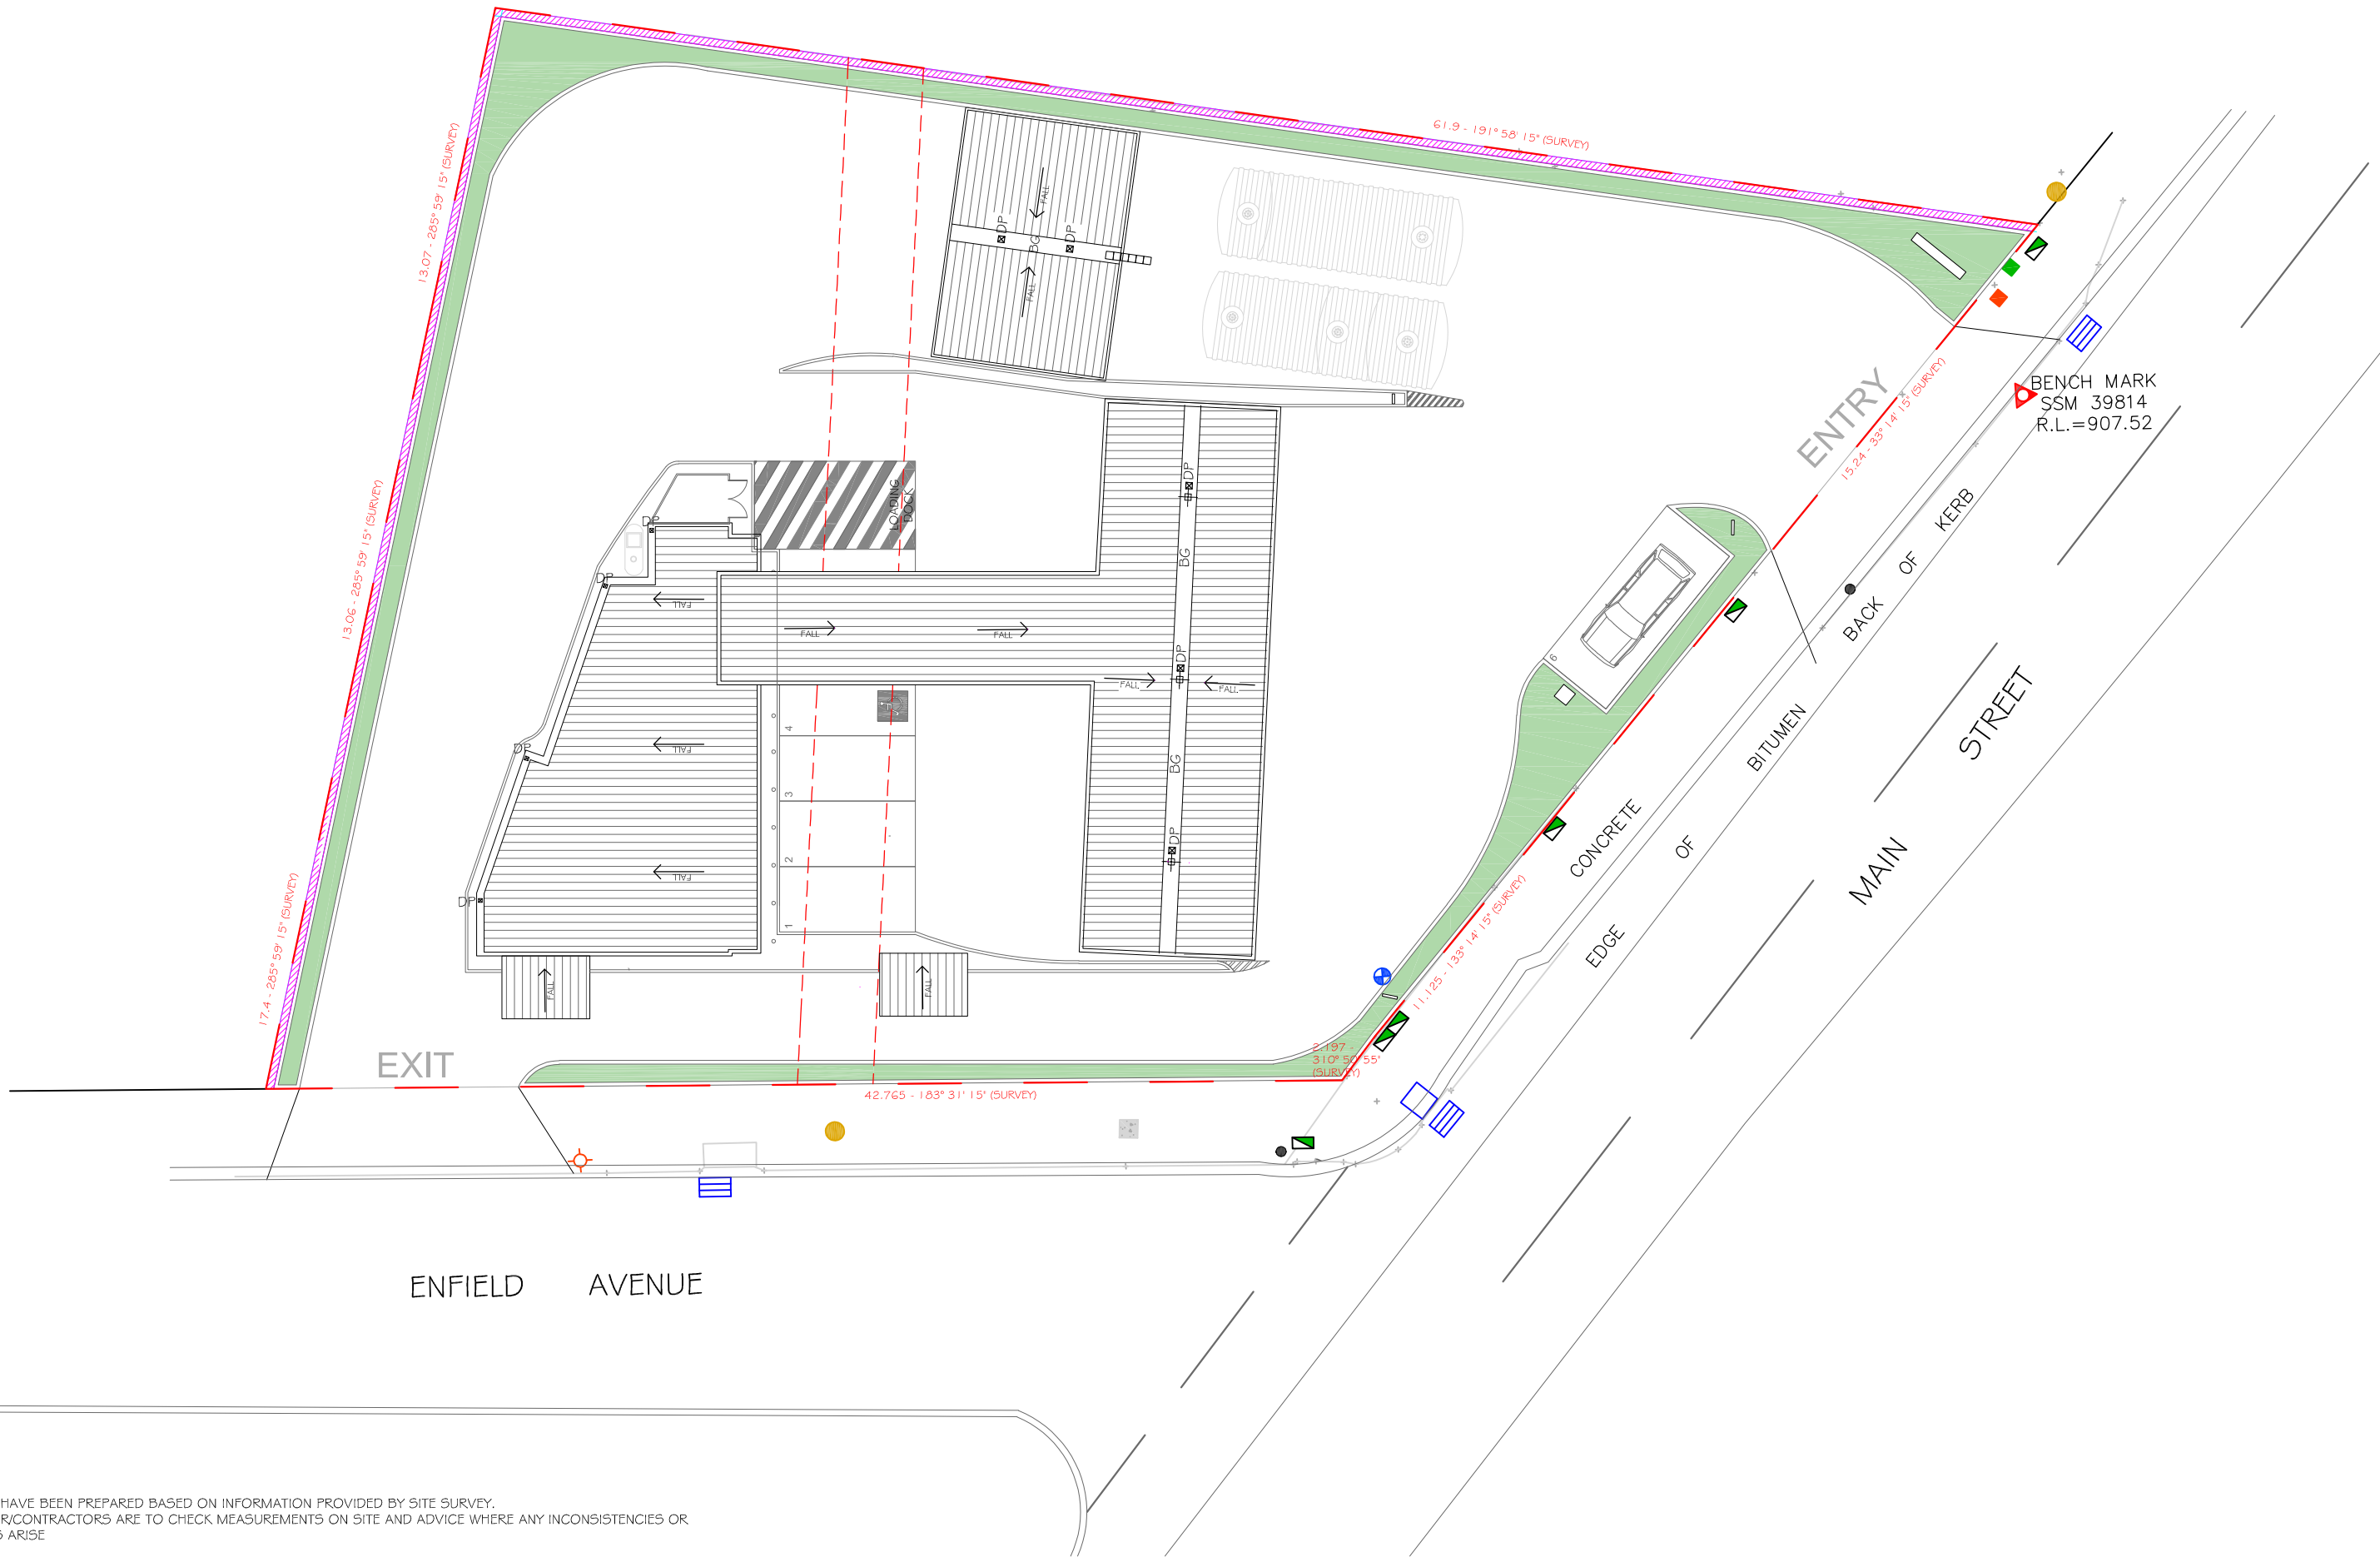 61.9 - 191° 58' 15" (SURVEY)
13.07 - 285° 59' 15" (SURVEY)
13.06 - 285° 59' 15" (SURVEY)
17.4 - 285° 59' 15" (SURVEY)
FALL
DP
DP
BG
FALL
ENTRY
15.24 - 33° 14' 15" (SURVEY)
BENCH MARK
SSM 39814
R.L.=907.52
LOADING
DOCK
DP
DP
DP
DP
FALL
FALL
FALL
FALL
FALL
DP
BG
DP
FALL
FALL
BG
DP
4
3
2
1
6
FALL
FALL
EXIT
BACK OF KERB
CONCRETE
EDGE OF BITUMEN
MAIN STREET
11.125 - 133° 14' 15" (SURVEY)
2.197 -
310° 50' 55"
(SURVEY)
42.765 - 183° 31' 15" (SURVEY)
ENFIELD AVENUE
HAVE BEEN PREPARED BASED ON INFORMATION PROVIDED BY SITE SURVEY.
R/CONTRACTORS ARE TO CHECK MEASUREMENTS ON SITE AND ADVICE WHERE ANY INCONSISTENCIES OR
S ARISE